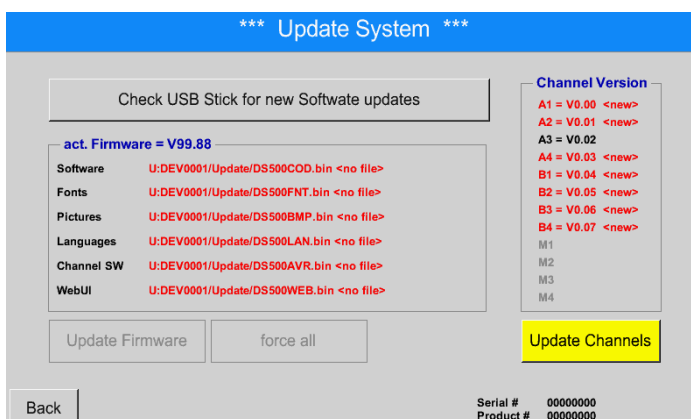 *** Update System ***
Check USB Stick for new Softwate updates
act. Firmware = V99.88
Software U:DEV0001/Update/DS500COD.bin <no file>
Fonts U:DEV0001/Update/DS500FNT.bin <no file>
Pictures U:DEV0001/Update/DS500BMP.bin <no file>
Languages U:DEV0001/Update/DS500LAN.bin <no file>
Channel SW U:DEV0001/Update/DS500AVR.bin <no file>
WebUI U:DEV0001/Update/DS500WEB.bin <no file>
Update Firmware
force all
Channel Version
A1 = V0.00 <new>
A2 = V0.01 <new>
A3 = V0.02
A4 = V0.03 <new>
B1 = V0.04 <new>
B2 = V0.05 <new>
B3 = V0.06 <new>
B4 = V0.07 <new>
M1
M2
M3
M4
Update Channels
Back
Serial # 00000000
Product # 00000000